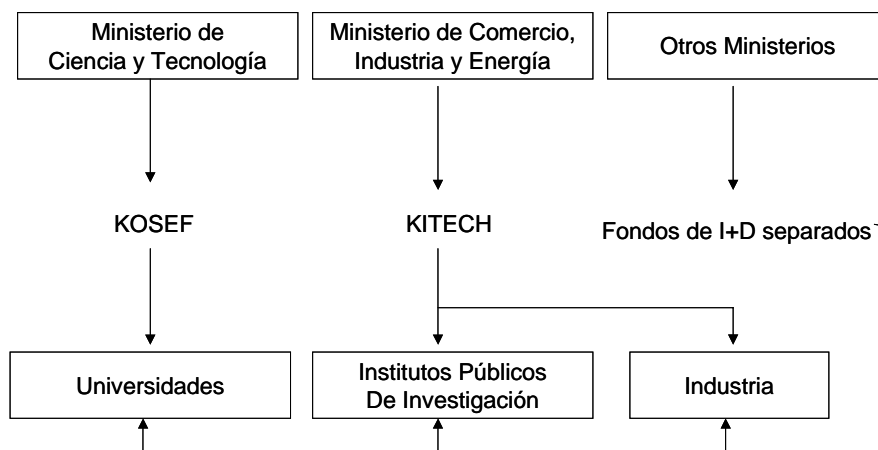 Ministerio de
Ciencia y Tecnología
Ministerio de Comercio,
Industria y Energía
Otros Ministerios
KOSEF
KITECH
Fondos de I+D separados
Universidades
Institutos Públicos
De Investigación
Industria